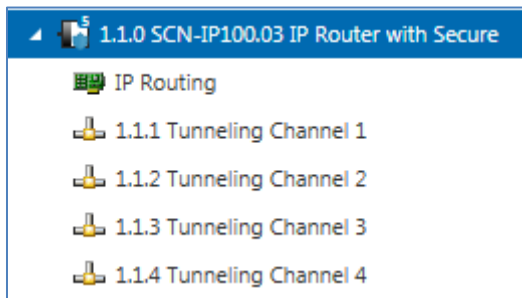 1.1.0 SCN-IP100.03 IP Router with Secure
IP Routing
1.1.1 Tunneling Channel 1
1.1.2 Tunneling Channel 2
1.1.3 Tunneling Channel 3
1.1.4 Tunneling Channel 4